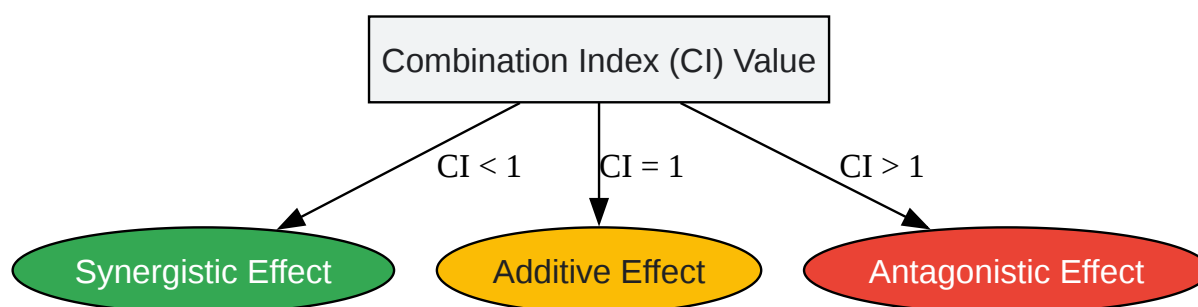 Combination Index (CI) Value
CI < 1
CI = 1
CI > 1
Synergistic Effect
Additive Effect
Antagonistic Effect